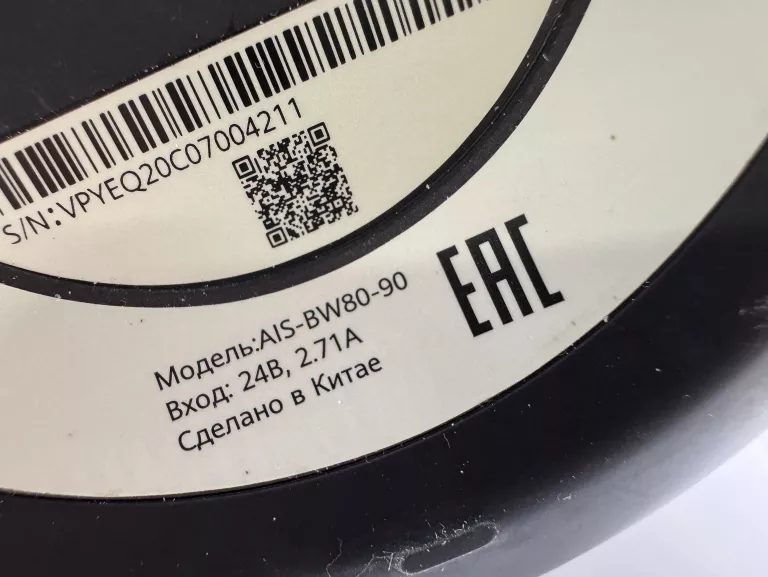 S/N:VPYEQ20C07004211
EAC
Модель:AIS-BW80-90
Вход: 24В, 2.71А
Сделано в Китае